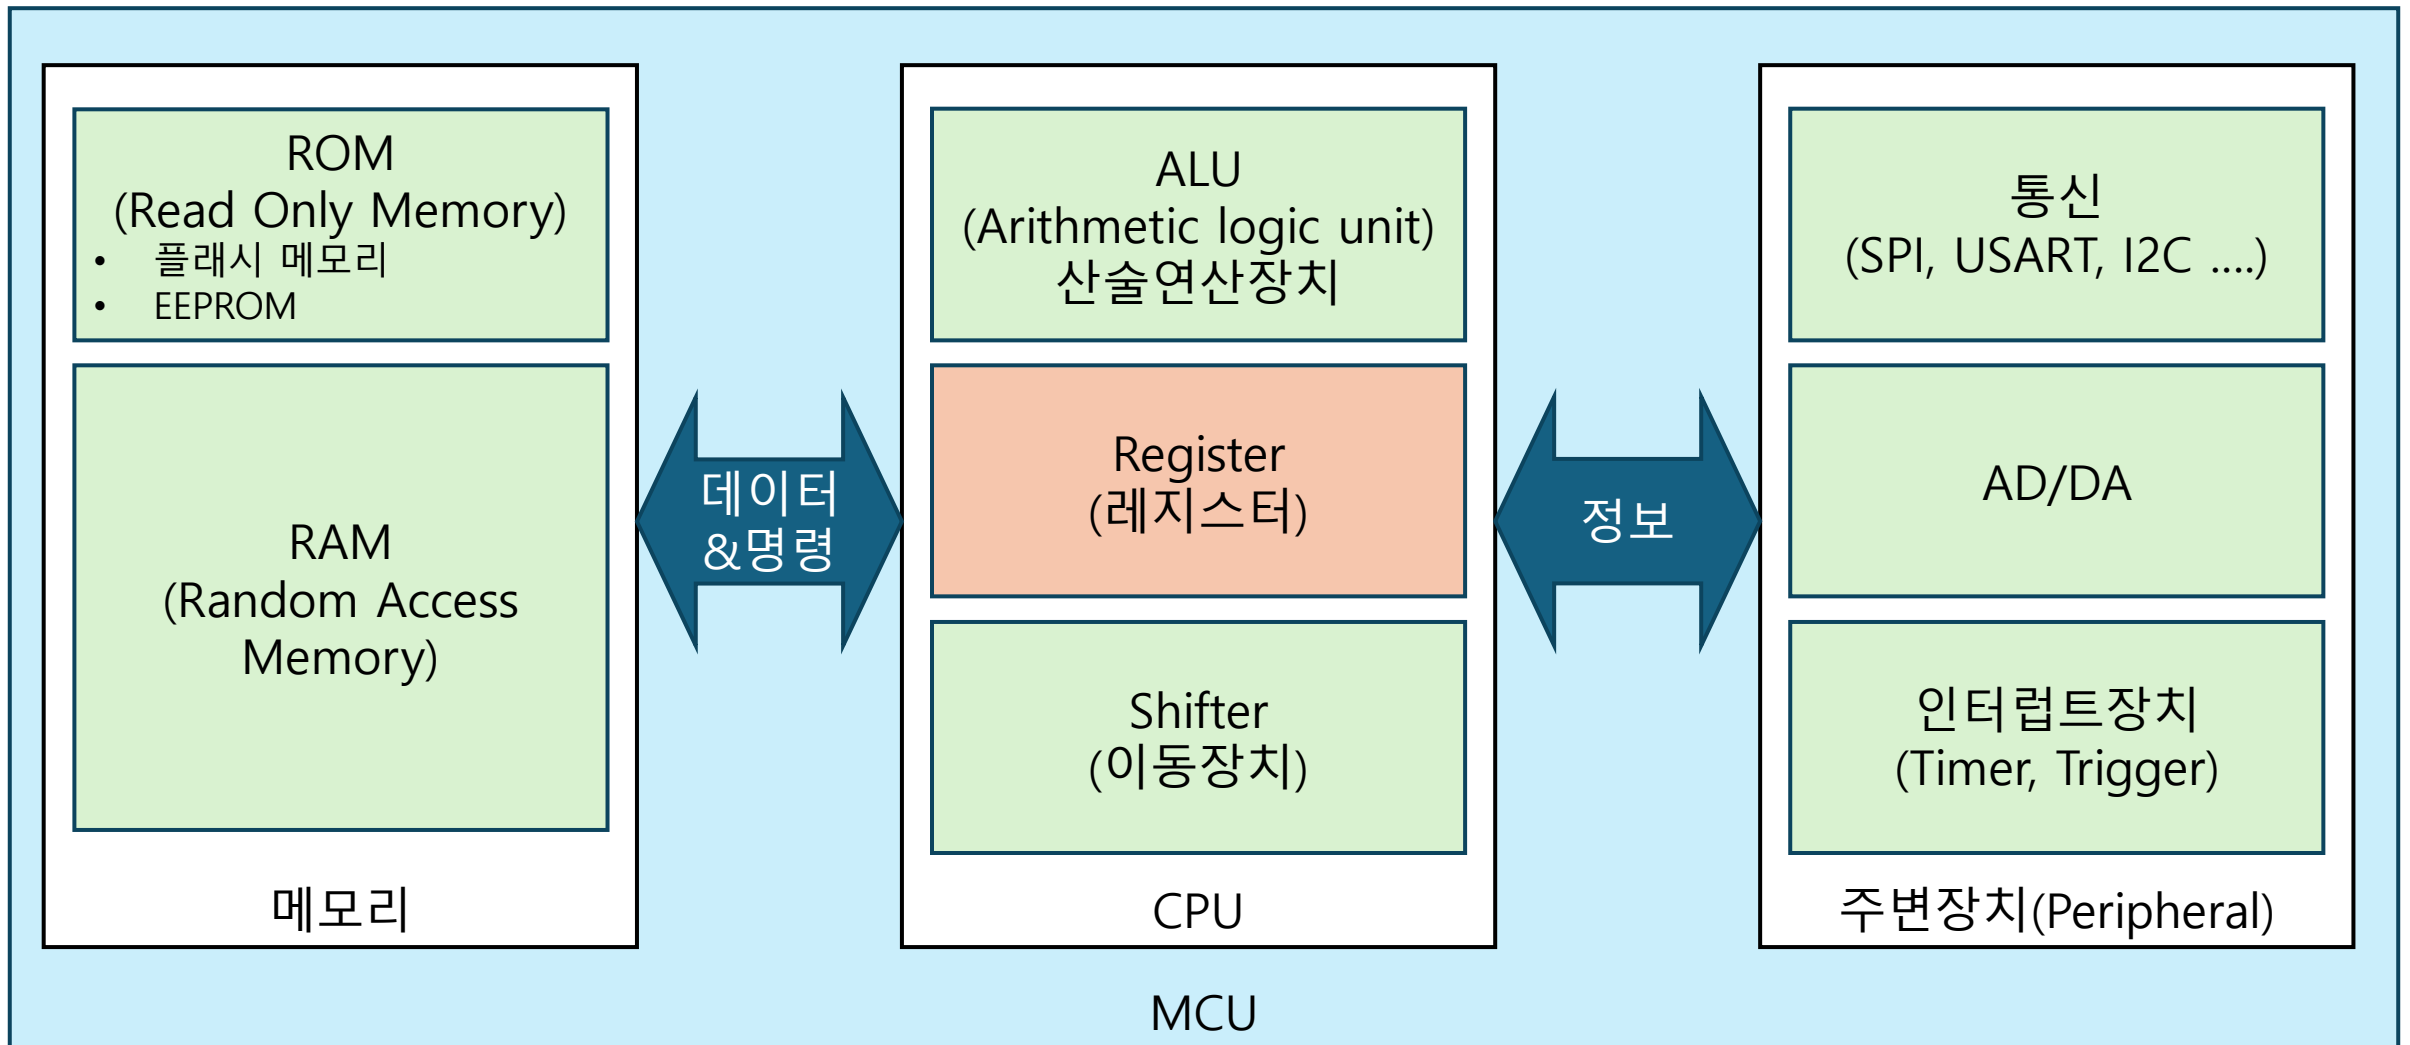 ROM
(Read Only Memory)
• 플래시 메모리
• EEPROM
RAM
(Random Access
Memory)
메모리
데이터
&명령
ALU
(Arithmetic logic unit)
산술연산장치
Register
(레지스터)
Shifter
(이동장치)
CPU
정보
통신
(SPI, USART, I2C ....)
AD/DA
인터럽트장치
(Timer, Trigger)
주변장치(Peripheral)
MCU